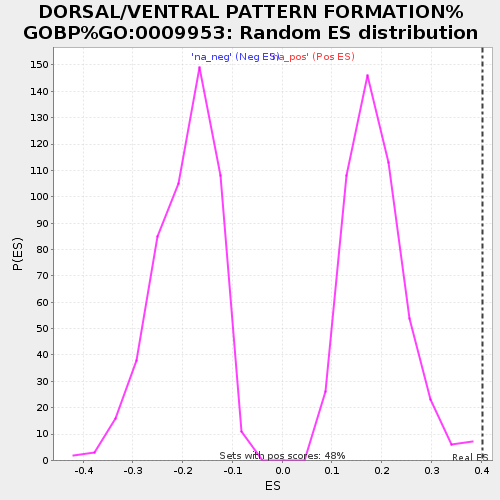 DORSAL/VENTRAL PATTERN FORMATION%
GOBP%GO:0009953: Random ES distribution
'na_neg' (Neg ES) 'na_pos' (Pos ES)
150
140
130
120
110
100
90
80
70
60
50
40
30
20
10
0
P(ES)
Sets with pos scores: 48%
Real ES
-0.4 -0.3 -0.2 -0.1 0.0 0.1 0.2 0.3 0.4
ES